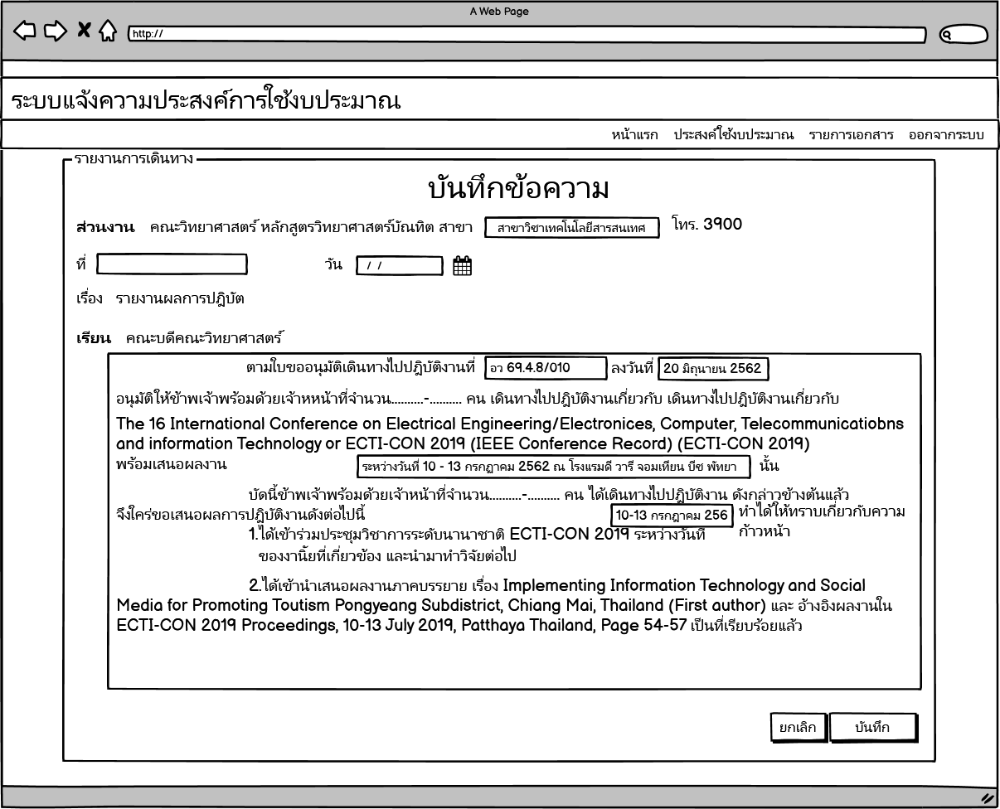 A Web Page
http://
ระบบแจ้งความประสงค์การใช้งบประมาณ
หน้าแรก ประสงค์ใช้งบประมาณ รายการเอกสาร ออกจากระบบ
รายงานการเดินทาง
บันทึกข้อความ
ส่วนงาน คณะวิทยาศาสตร์ หลักสูตรวิทยาศาสตร์บัณทิต สาขา สาขาวิชาเทคโนโลยีสารสนเทศ โทร. 3900
ที่ วัน / /
เรื่อง รายงานผลการปฎิบัต
เรียน คณะบดีคณะวิทยาศาสตร์
ตามใบขออนุมัติเดินทางไปปฎิบัติงานที่ อว 69.4.8/010 ลงวันที่ 20 มิถุนายน 2562
อนุมัติให้ข้าพเจ้าพร้อมด้วยเจ้าหหน้าที่จำนวน..........-.......... คน เดินทางไปปฎิบัติงานเกี่ยวกับ เดินทางไปปฎิบัติงานเกี่ยวกับ
The 16 International Conference on Electrical Engineering/Electronices, Computer, Telecommunicatiobns
and information Technology or ECTI-CON 2019 (IEEE Conference Record) (ECTI-CON 2019)
พร้อมเสนอผลงาน ระหว่างวันที่ 10 - 13 กรกฏาคม 2562 ณ โรงแรมดี วารี จอมเทียน บีช พัทยา นั้น
บัดนี้ข้าพเจ้าพร้อมด้วยเจ้าหน้าที่จำนวน..........-.......... คน ได้เดินทางไปปฎิบัติงาน ดังกล่าวข้างต้นแล้ว
จึงใคร่ขอเสนอผลการปฎิบัติงานดังต่อไปนี้
1.ได้เข้าร่วมประชุมวิชาการระดับนานาชาติ ECTI-CON 2019 ระหว่างวันที่ 10-13 กรกฎาคม 256 ทำได้ให้ทราบเกี่ยวกับความ
ก้าวหน้า
ของงานิ้ยที่เกี่ยวข้อง และนำมาทำวิจัยต่อไป
2.ได้เข้านำเสนอผลงานภาคบรรยาย เรื่อง Implementing Information Technology and Social
Media for Promoting Toutism Pongyeang Subdistrict, Chiang Mai, Thailand (First author) และ อ้างอิงผลงานใน
ECTI-CON 2019 Proceedings, 10-13 July 2019, Patthaya Thailand, Page 54-57 เป็นที่เรียบร้อยแล้ว
ยกเลิก บันทึก